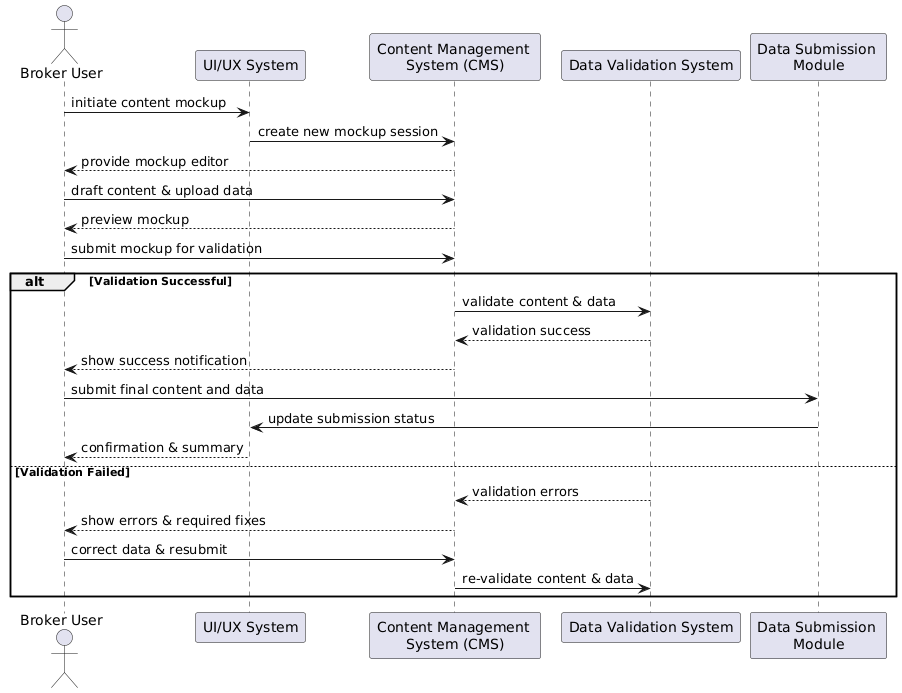 Broker User
UI/UX System
Content Management
System (CMS)
Data Validation System
Data Submission
Module
initiate content mockup
create new mockup session
provide mockup editor
draft content & upload data
preview mockup
submit mockup for validation
alt
[Validation Successful]
validate content & data
validation success
show success notification
submit final content and data
update submission status
confirmation & summary
[Validation Failed]
validation errors
show errors & required fixes
correct data & resubmit
re-validate content & data
Broker User
UI/UX System
Content Management
System (CMS)
Data Validation System
Data Submission
Module